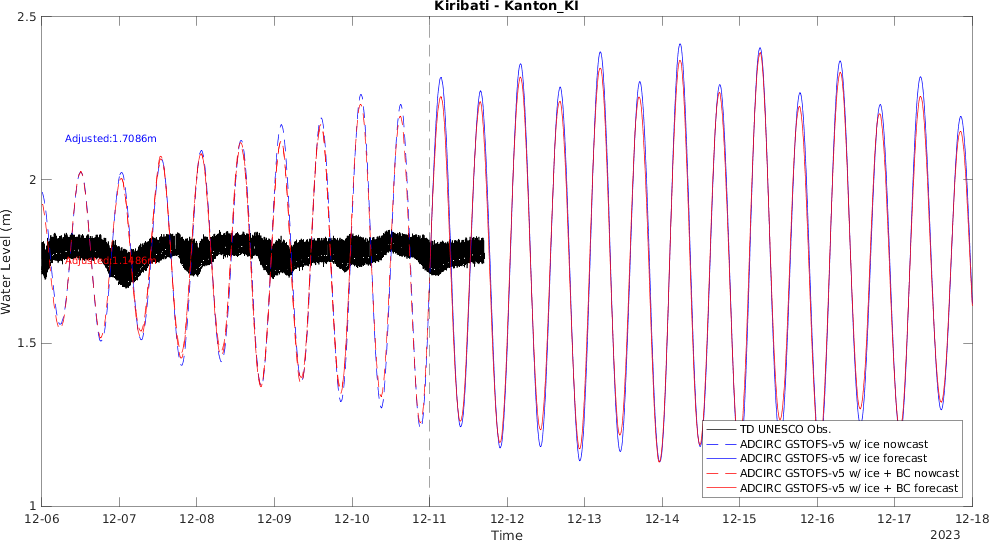 Kiribati - Kanton_KI
2.5
Adjusted:1.7086m
2
Adjusted:1.1486m
Water Level (m)
1.5
TD UNESCO Obs.
ADCIRC GSTOFS-v5 w/ ice nowcast
ADCIRC GSTOFS-v5 w/ ice forecast
ADCIRC GSTOFS-v5 w/ ice + BC nowcast
ADCIRC GSTOFS-v5 w/ ice + BC forecast
1
12-06 12-07 12-08 12-09 12-10 12-11 12-12 12-13 12-14 12-15 12-16 12-17 12-18
Time
2023